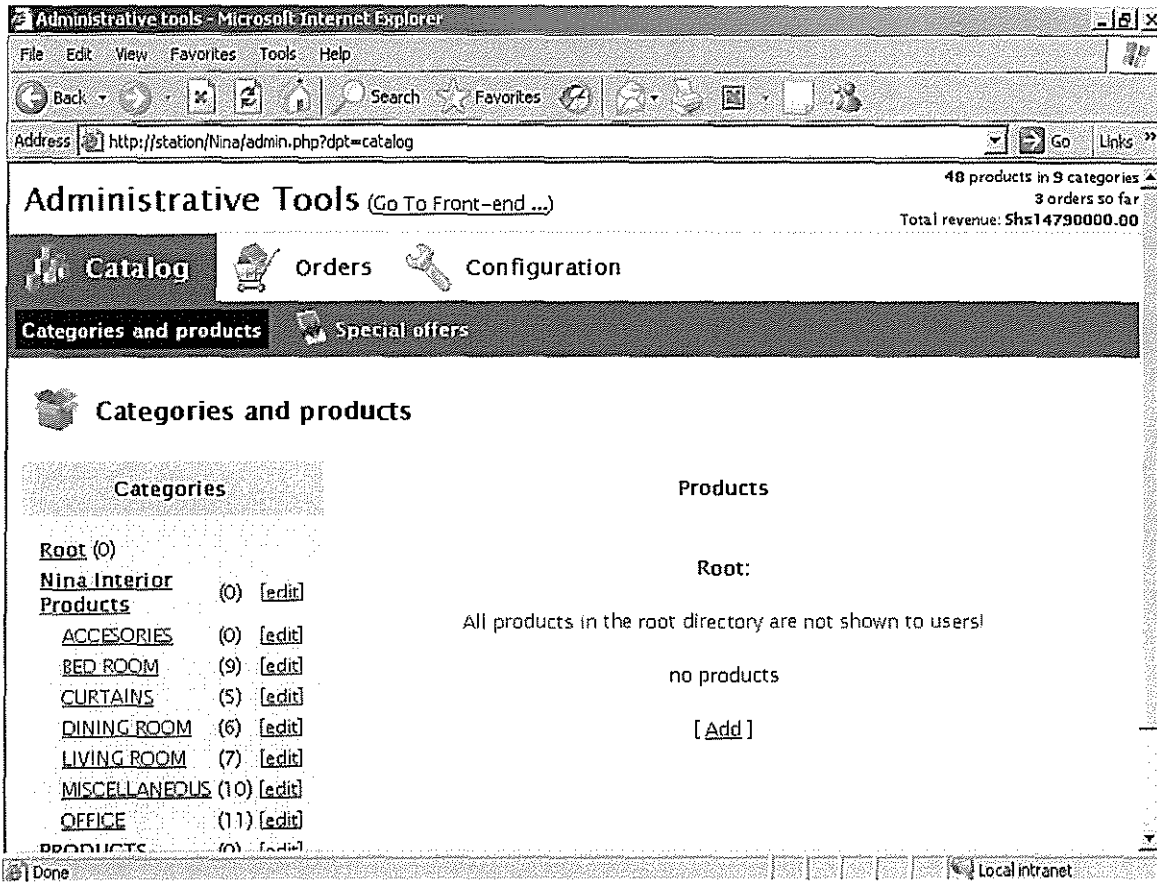 Administrative tools - Microsoft Internet Explorer
File Edit View Favorites Tools Help
Back Search Favorites
Address http://station/Nina/admin.php?dpt=catalog Go Links »
48 products in 9 categories
Administrative Tools (Go To Front-end ...)
3 orders so far
Total revenue: Shs14790000.00
Catalog Orders Configuration
Categories and products Special offers
Categories and products
Categories
Products
Root (0)
Root:
Nina Interior
Products (0) [edit]
All products in the root directory are not shown to users!
ACCESORIES (0) [edit]
BED ROOM (9) [edit]
no products
CURTAINS (5) [edit]
DINING ROOM (6) [edit]
[ Add ]
LIVING ROOM (7) [edit]
MISCELLANEOUS (10) [edit]
OFFICE (11) [edit]
PRODUCTS (0) [edit]
Done Local intranet